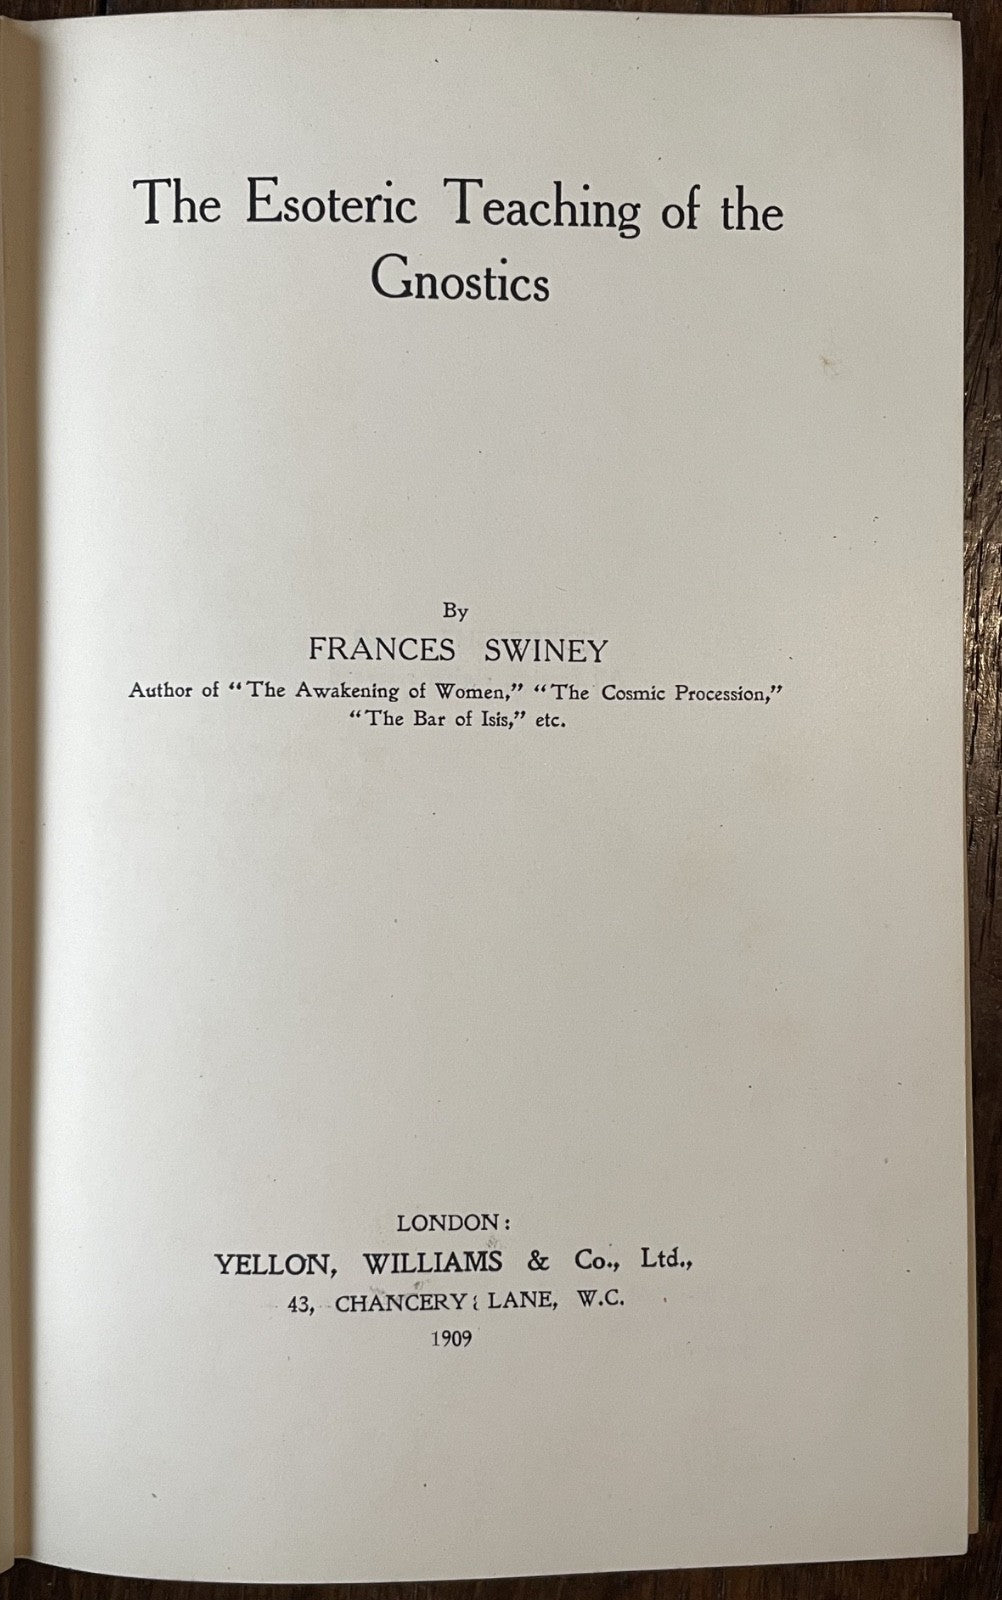 The Esoteric Teaching of the
Gnostics
By
FRANCES SWINEY
Author of "The Awakening of Women," "The Cosmic Procession,"
"The Bar of Isis," etc.
LONDON:
YELLON, WILLIAMS & Co., Ltd.,
43, CHANCERY LANE, W.C.
1909